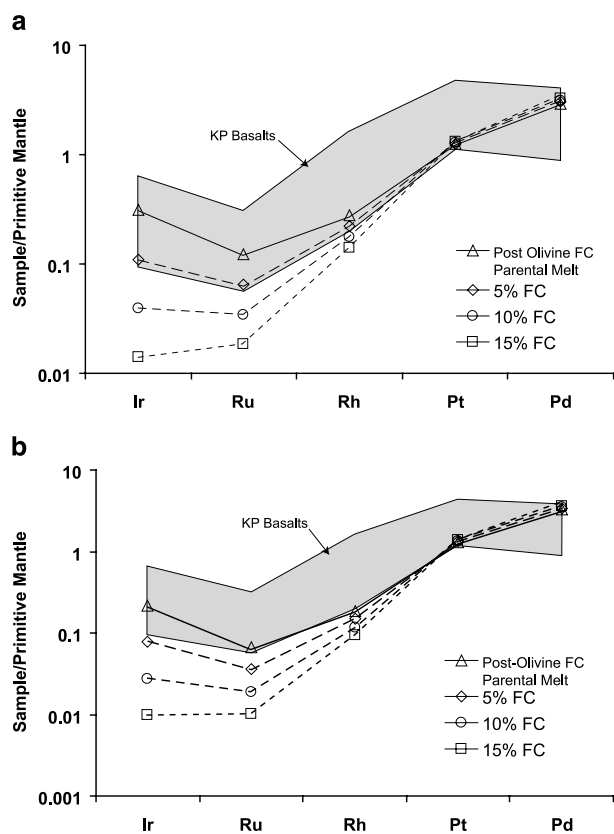 a
10
1
0.1
0.01
Sample/Primitive Mantle
KP Basalts
Post Olivine FC
Parental Melt
5% FC
10% FC
15% FC
Ir Ru Rh Pt Pd
b
10
1
0.1
0.01
0.001
Sample/Primitive Mantle
KP Basalts
Post-Olivine FC
Parental Melt
5% FC
10% FC
15% FC
Ir Ru Rh Pt Pd